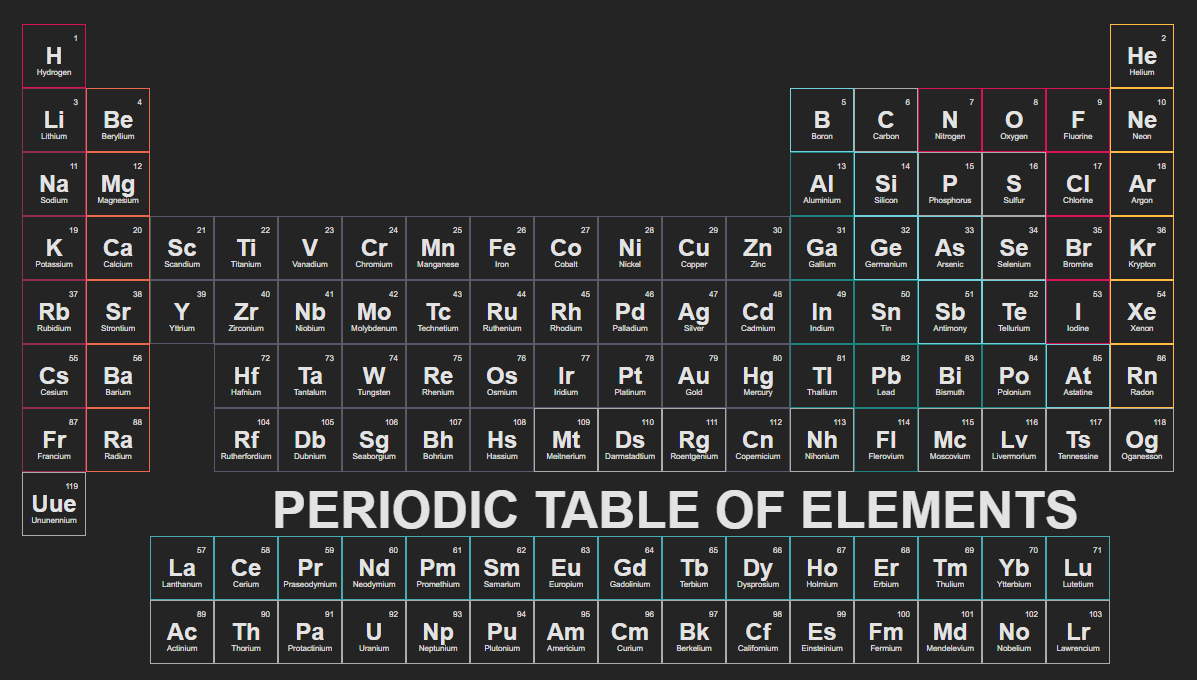 1
H
Hydrogen
2
He
Helium
3
Li
Lithium
4
Be
Beryllium
5
B
Boron
6
C
Carbon
7
N
Nitrogen
8
O
Oxygen
9
F
Fluorine
10
Ne
Neon
11
Na
Sodium
12
Mg
Magnesium
13
Al
Aluminium
14
Si
Silicon
15
P
Phosphorus
16
S
Sulfur
17
Cl
Chlorine
18
Ar
Argon
19
K
Potassium
20
Ca
Calcium
21
Sc
Scandium
22
Ti
Titanium
23
V
Vanadium
24
Cr
Chromium
25
Mn
Manganese
26
Fe
Iron
27
Co
Cobalt
28
Ni
Nickel
29
Cu
Copper
30
Zn
Zinc
31
Ga
Gallium
32
Ge
Germanium
33
As
Arsenic
34
Se
Selenium
35
Br
Bromine
36
Kr
Krypton
37
Rb
Rubidium
38
Sr
Strontium
39
Y
Yttrium
40
Zr
Zirconium
41
Nb
Niobium
42
Mo
Molybdenum
43
Tc
Technetium
44
Ru
Ruthenium
45
Rh
Rhodium
46
Pd
Palladium
47
Ag
Silver
48
Cd
Cadmium
49
In
Indium
50
Sn
Tin
51
Sb
Antimony
52
Te
Tellurium
53
I
Iodine
54
Xe
Xenon
55
Cs
Cesium
56
Ba
Barium
72
Hf
Hafnium
73
Ta
Tantalum
74
W
Tungsten
75
Re
Rhenium
76
Os
Osmium
77
Ir
Iridium
78
Pt
Platinum
79
Au
Gold
80
Hg
Mercury
81
Tl
Thallium
82
Pb
Lead
83
Bi
Bismuth
84
Po
Polonium
85
At
Astatine
86
Rn
Radon
87
Fr
Francium
88
Ra
Radium
104
Rf
Rutherfordium
105
Db
Dubnium
106
Sg
Seaborgium
107
Bh
Bohrium
108
Hs
Hassium
109
Mt
Meitnerium
110
Ds
Darmstadtium
111
Rg
Roentgenium
112
Cn
Copernicium
113
Nh
Nihonium
114
Fl
Flerovium
115
Mc
Moscovium
116
Lv
Livermorium
117
Ts
Tennessine
118
Og
Oganesson
119
Uue
Ununennium
PERIODIC TABLE OF ELEMENTS
57
La
Lanthanum
58
Ce
Cerium
59
Pr
Praseodymium
60
Nd
Neodymium
61
Pm
Promethium
62
Sm
Samarium
63
Eu
Europium
64
Gd
Gadolinium
65
Tb
Terbium
66
Dy
Dysprosium
67
Ho
Holmium
68
Er
Erbium
69
Tm
Thulium
70
Yb
Ytterbium
71
Lu
Lutetium
89
Ac
Actinium
90
Th
Thorium
91
Pa
Protactinium
92
U
Uranium
93
Np
Neptunium
94
Pu
Plutonium
95
Am
Americium
96
Cm
Curium
97
Bk
Berkelium
98
Cf
Californium
99
Es
Einsteinium
100
Fm
Fermium
101
Md
Mendelevium
102
No
Nobelium
103
Lr
Lawrencium